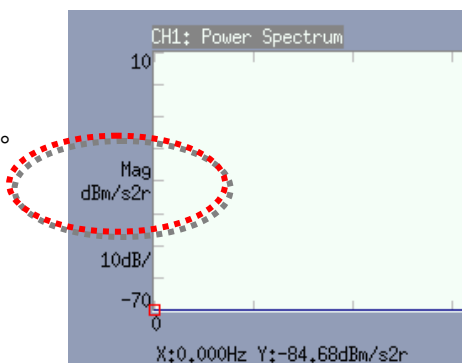 CH1: Power Spectrum
10
。
Mag
dBm/s2r
10dB/
-70
0
X:0.000Hz Y:-84.68dBm/s2r